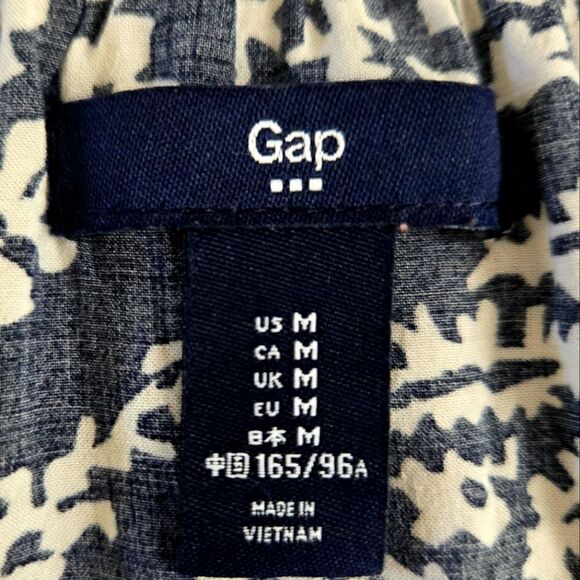 Gap
US M
CA M
UK M
EU M
日本 M
中国 165/96A
MADE IN
VIETNAM